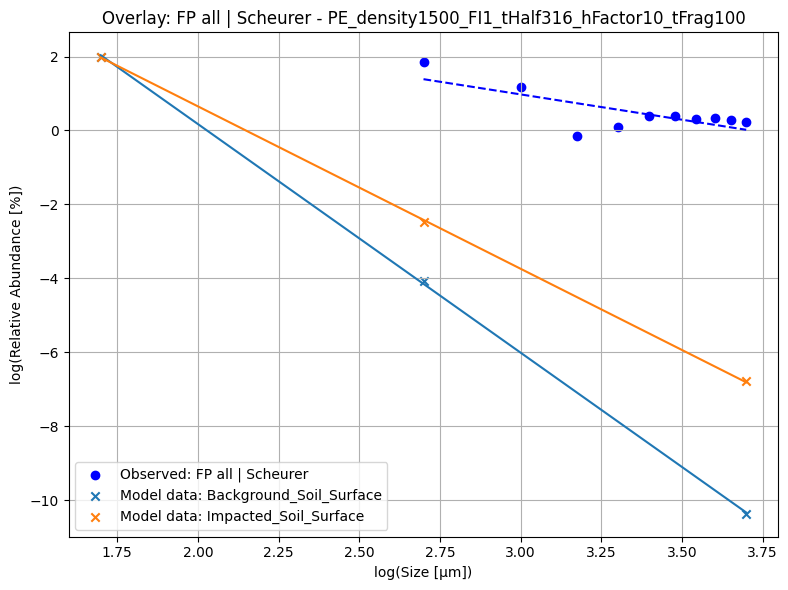 Overlay: FP all | Scheurer - PE_density1500_FI1_tHalf316_hFactor10_tFrag100
log(Relative Abundance [%])
2
0
−2
−4
−6
−8
−10
Observed: FP all | Scheurer
Model data: Background_Soil_Surface
Model data: Impacted_Soil_Surface
1.75 2.00 2.25 2.50 2.75 3.00 3.25 3.50 3.75
log(Size [μm])